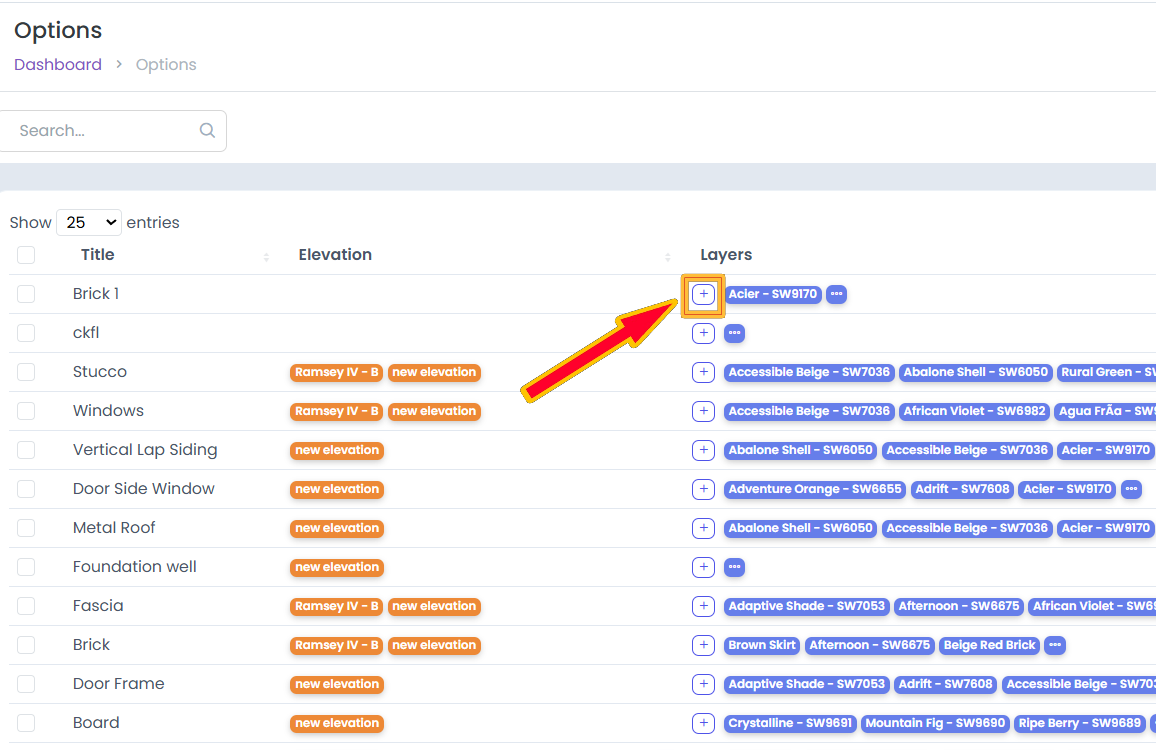 Options
Dashboard > Options
Search...
Show 25 entries
Title Elevation Layers
Brick 1 + Acier - SW9170 ...
ckfl + ...
Stucco Ramsey IV - B new elevation + Accessible Beige - SW7036 Abalone Shell - SW6050 Rural Green - SW
Windows Ramsey IV - B new elevation + Accessible Beige - SW7036 African Violet - SW6982 Agua FrÃa - SW9
Vertical Lap Siding new elevation + Abalone Shell - SW6050 Accessible Beige - SW7036 Acier - SW9170
Door Side Window new elevation + Adventure Orange - SW6655 Adrift - SW7608 Acier - SW9170 ...
Metal Roof new elevation + Abalone Shell - SW6050 Accessible Beige - SW7036 Acier - SW9170
Foundation well new elevation + ...
Fascia Ramsey IV - B new elevation + Adaptive Shade - SW7053 Afternoon - SW6675 African Violet - SW69
Brick Ramsey IV - B new elevation + Brown Skirt Afternoon - SW6675 Beige Red Brick ...
Door Frame new elevation + Adaptive Shade - SW7053 Adrift - SW7608 Accessible Beige - SW703
Board new elevation + Crystalline - SW9691 Mountain Fig - SW9690 Ripe Berry - SW9689